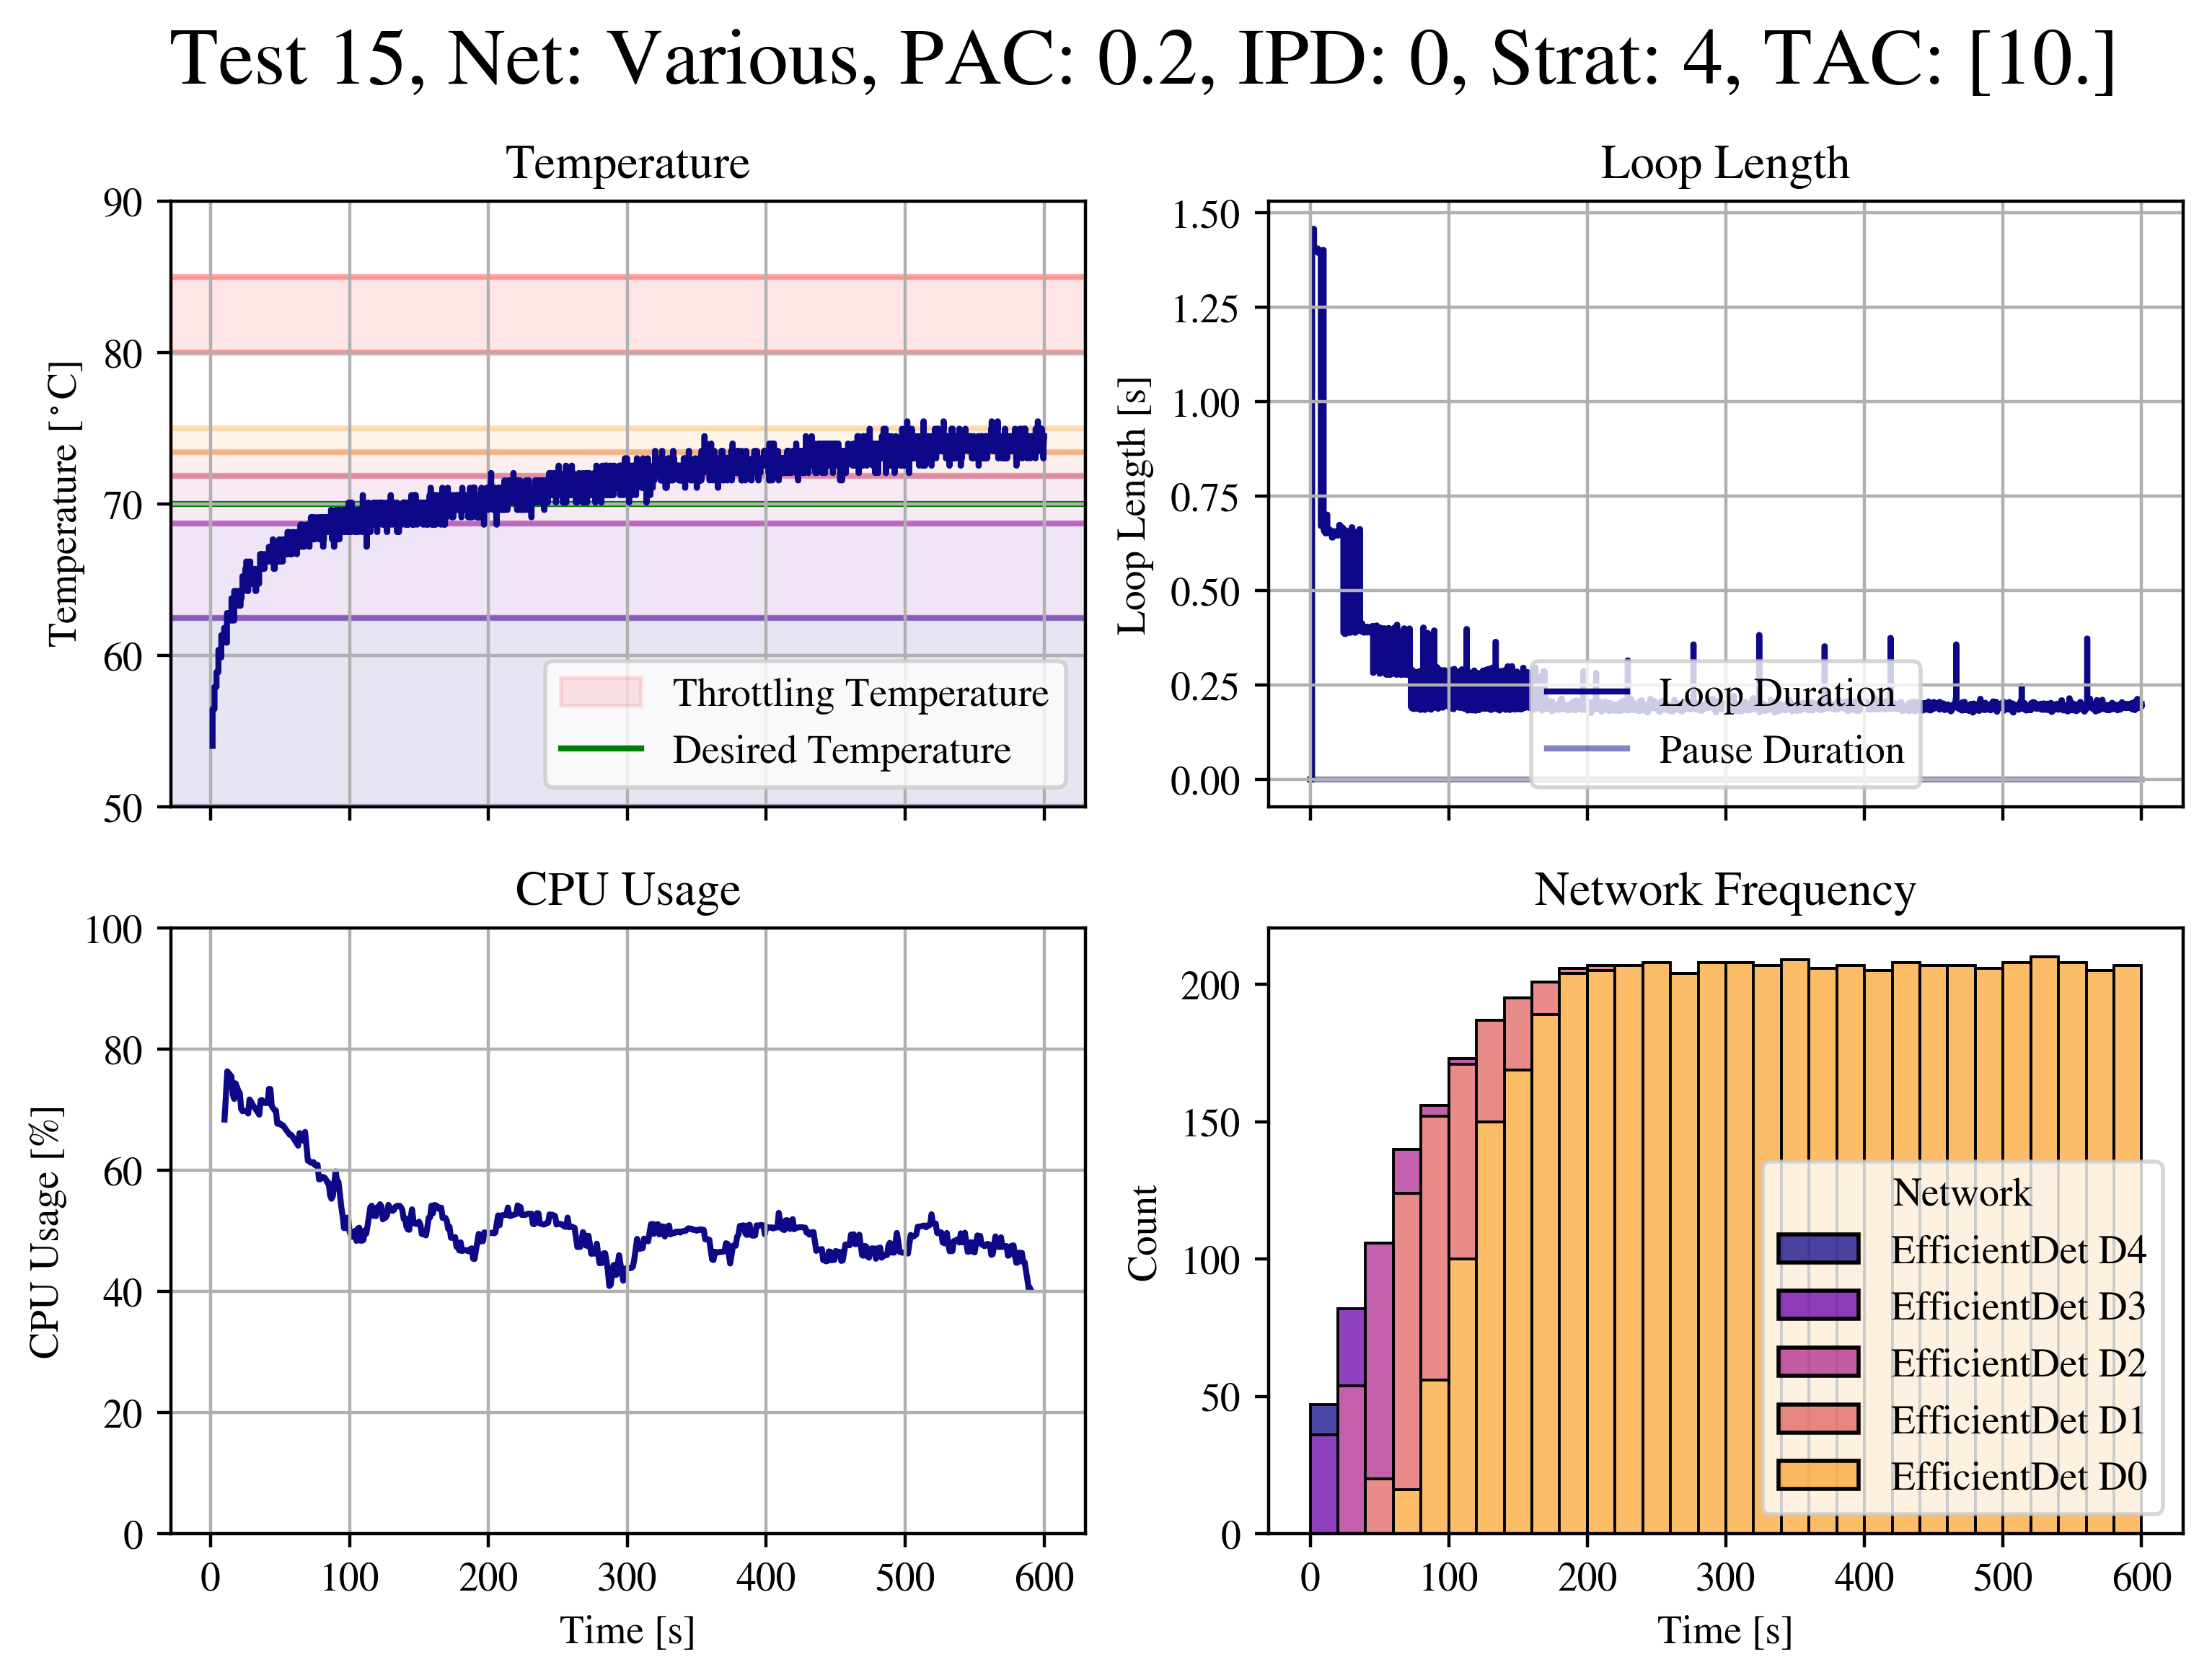 Test 15, Net: Various, PAC: 0.2, IPD: 0, Strat: 4, TAC: [10.]
Temperature
90
80
70
60
50
Temperature [°C]
Throttling Temperature
Desired Temperature
Loop Length
1.50
1.25
1.00
0.75
0.50
0.25
0.00
Loop Length [s]
Loop Duration
Pause Duration
CPU Usage
100
80
60
40
20
0
CPU Usage [%]
0 100 200 300 400 500 600
Time [s]
Network Frequency
200
150
100
50
0
Count
Network
EfficientDet D4
EfficientDet D3
EfficientDet D2
EfficientDet D1
EfficientDet D0
0 100 200 300 400 500 600
Time [s]